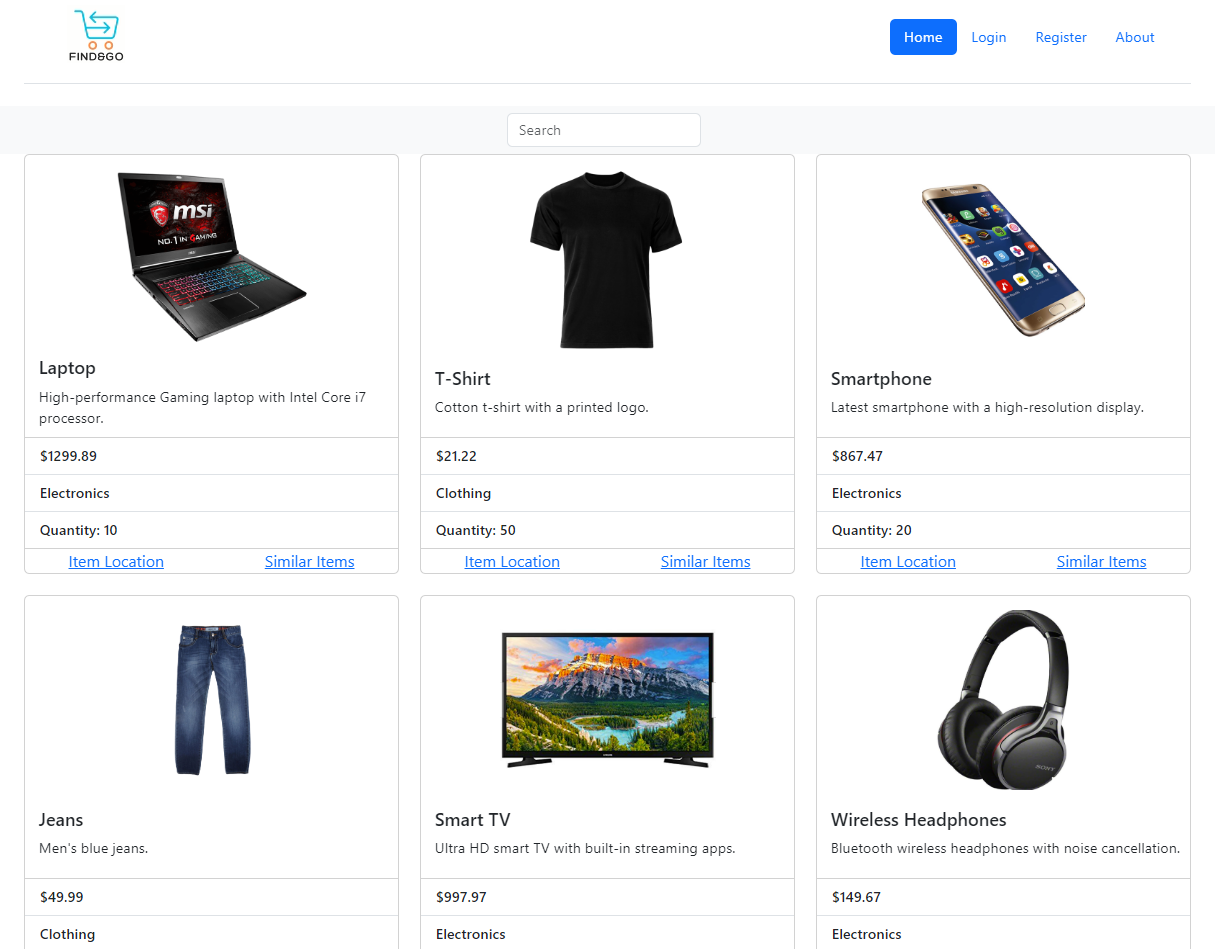 FIND&GO
Home
Login
Register
About
Search
msi
NO.1 IN GAMING
Laptop
High-performance Gaming laptop with Intel Core i7
processor.
$1299.89
Electronics
Quantity: 10
Item Location
Similar Items
T-Shirt
Cotton t-shirt with a printed logo.
$21.22
Clothing
Quantity: 50
Item Location
Similar Items
Smartphone
Latest smartphone with a high-resolution display.
$867.47
Electronics
Quantity: 20
Item Location
Similar Items
Jeans
Men's blue jeans.
$49.99
Clothing
Smart TV
Ultra HD smart TV with built-in streaming apps.
$997.97
Electronics
SONY
Wireless Headphones
Bluetooth wireless headphones with noise cancellation.
$149.67
Electronics